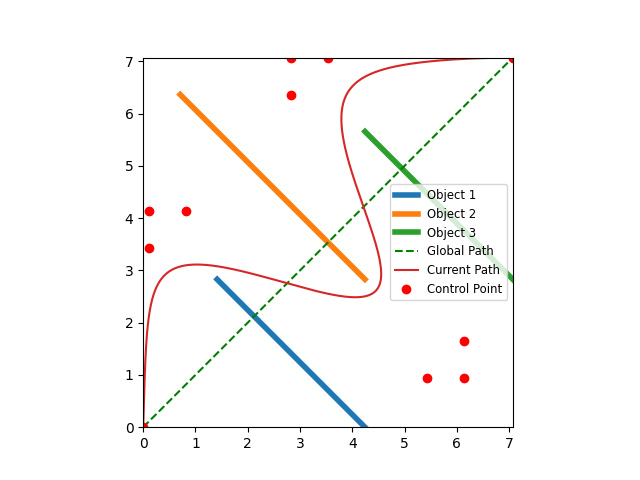 7
6
5
4
3
2
1
0
Object 1
Object 2
Object 3
Global Path
Current Path
Control Point
0 1 2 3 4 5 6 7